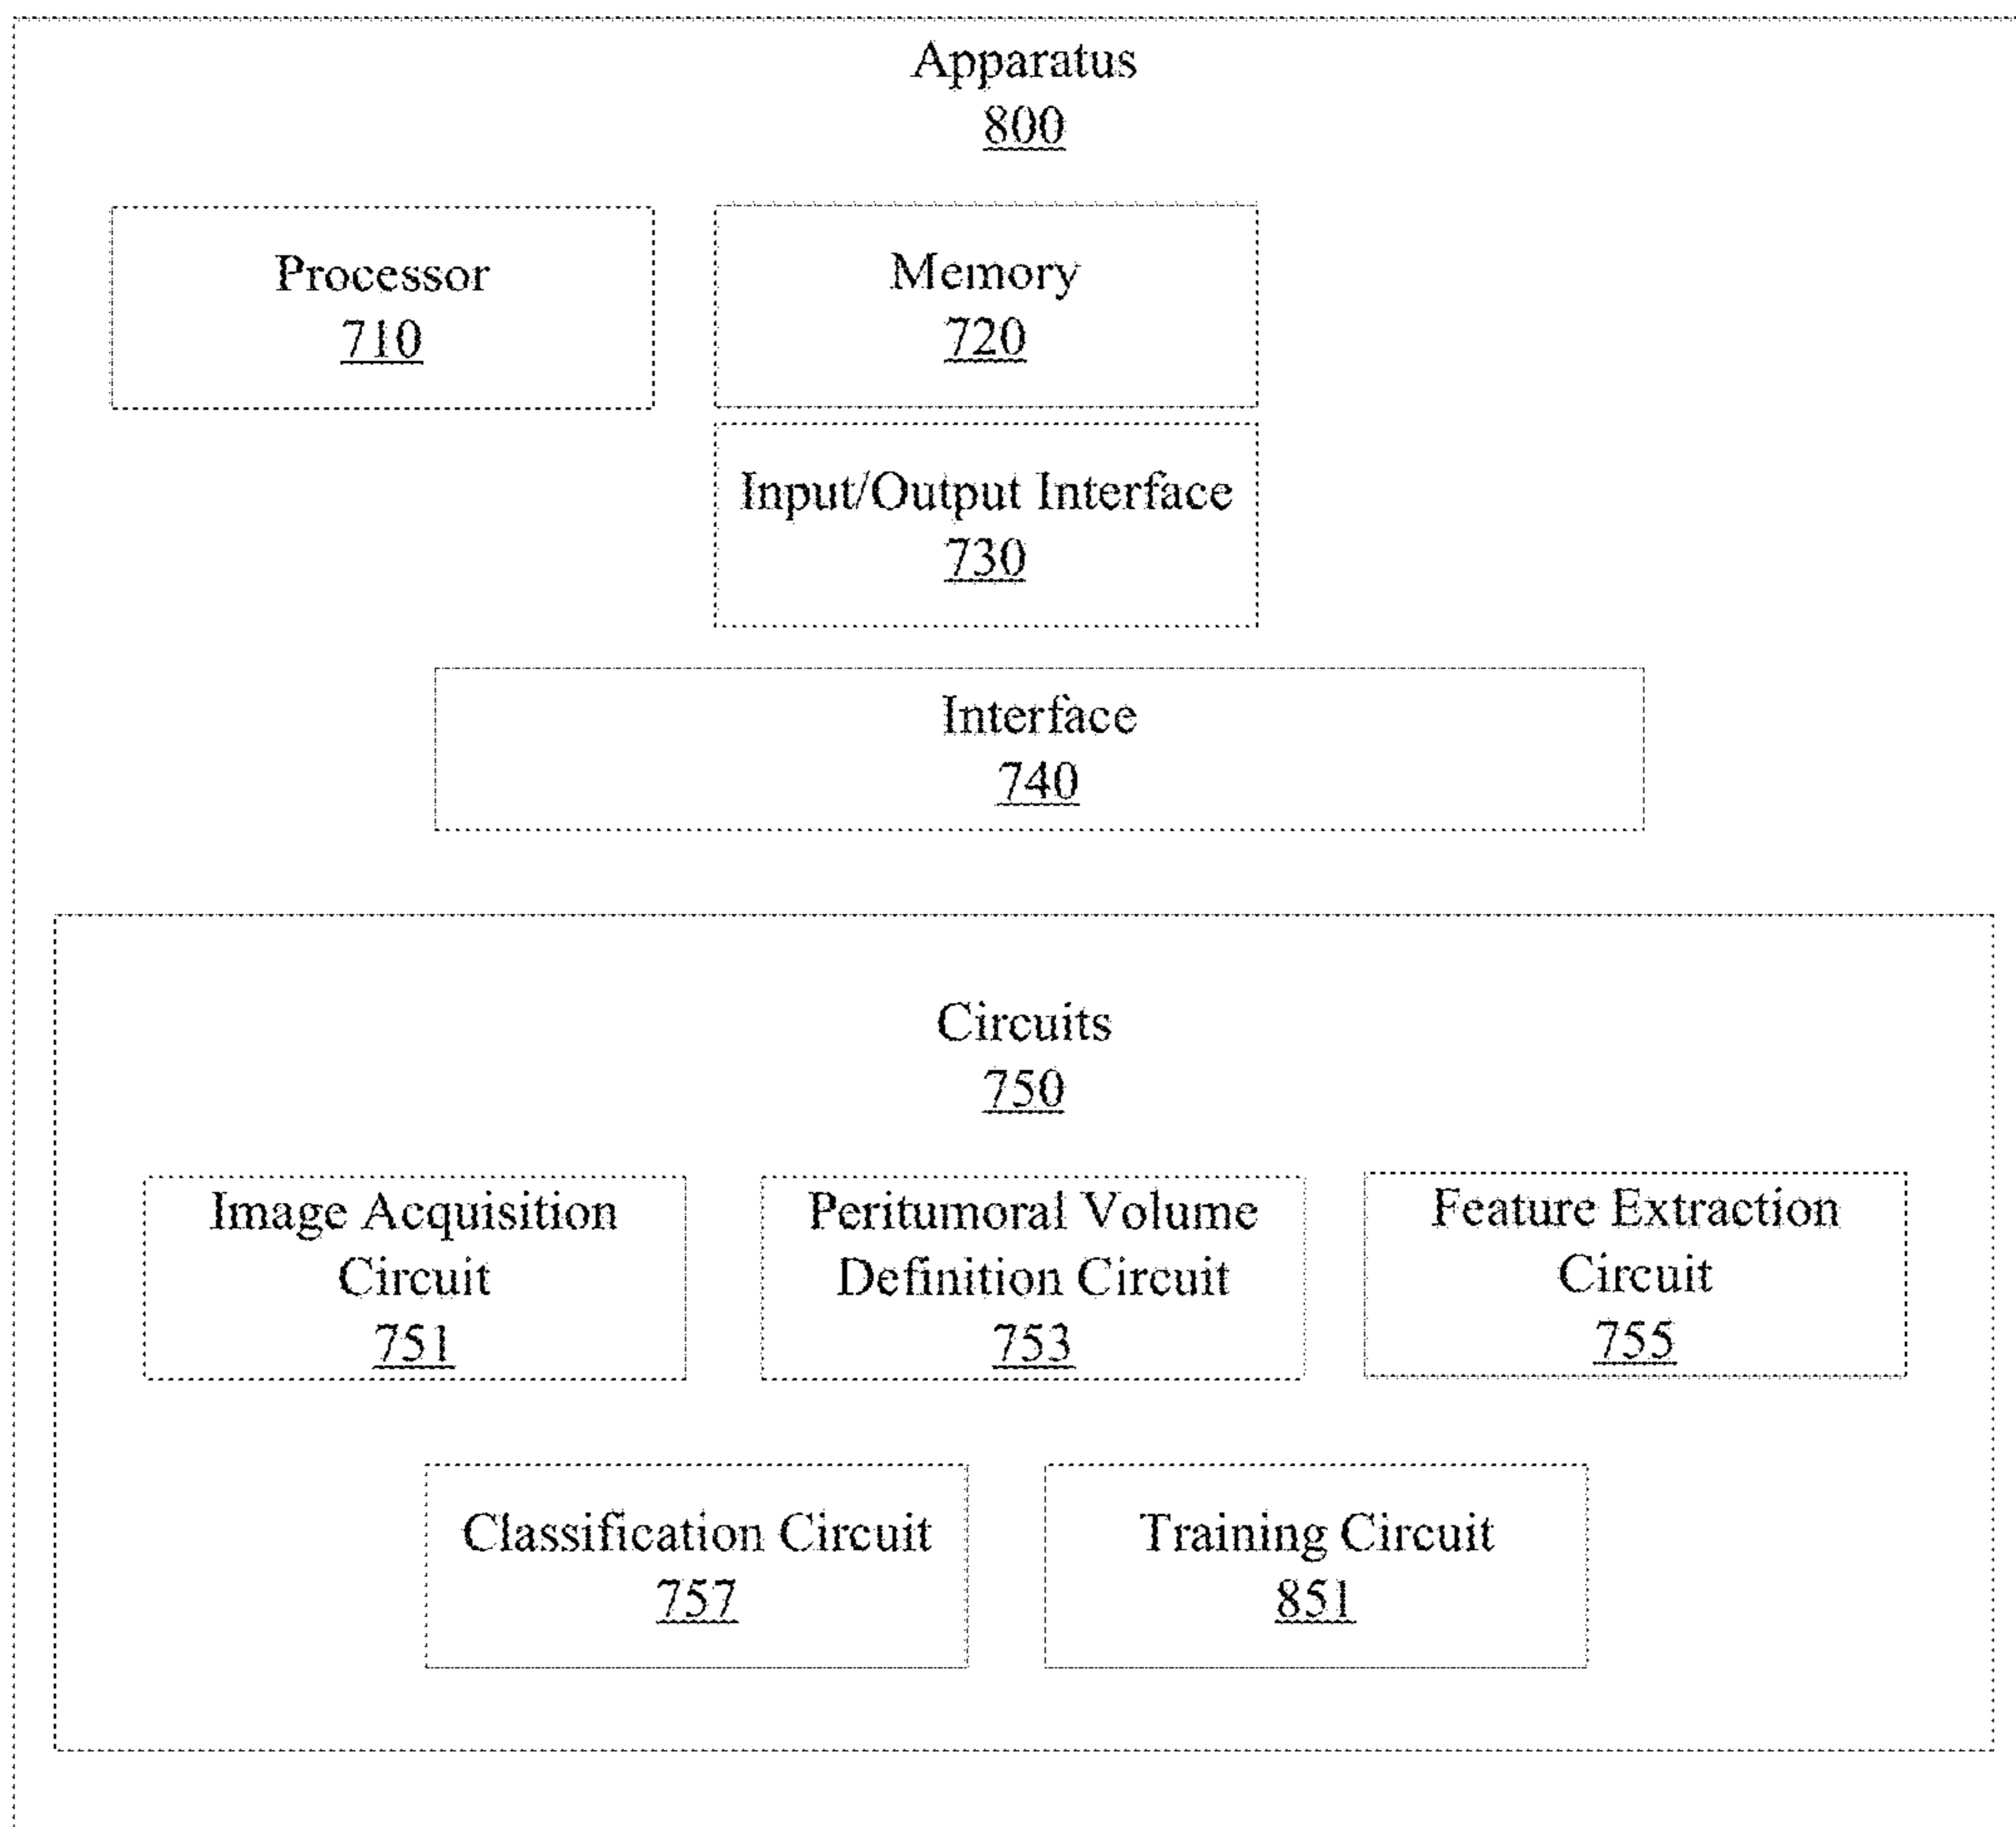 Apparatus
800
Processor
710
Memory
720
Input/Output Interface
730
Interface
740
Circuits
750
Image Acquisition
Circuit
751
Peritumoral Volume
Definition Circuit
753
Feature Extraction
Circuit
755
Classification Circuit
757
Training Circuit
851